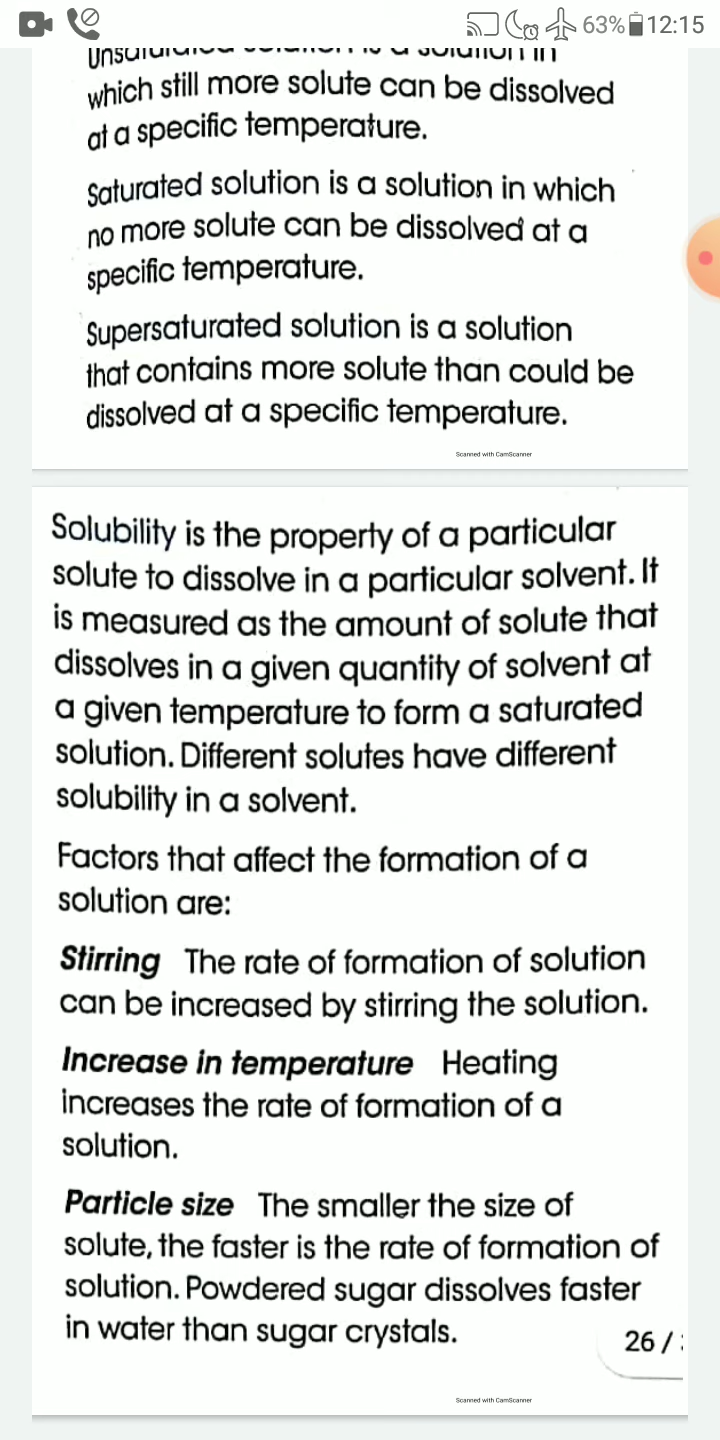 63% 12:15
which still more solute can be dissolved
at a specific temperature.
Saturated solution is a solution in which
no more solute can be dissolved at a
specific temperature.
Supersaturated solution is a solution
that contains more solute than could be
dissolved at a specific temperature.
Scanned with CamScanner
Solubility is the property of a particular
solute to dissolve in a particular solvent. It
is measured as the amount of solute that
dissolves in a given quantity of solvent at
a given temperature to form a saturated
solution. Different solutes have different
solubility in a solvent.
Factors that affect the formation of a
solution are:
Stirring The rate of formation of solution
can be increased by stirring the solution.
Increase in temperature Heating
increases the rate of formation of a
solution.
Particle size The smaller the size of
solute, the faster is the rate of formation of
solution. Powdered sugar dissolves faster
in water than sugar crystals.
26 /
Scanned with CamScanner